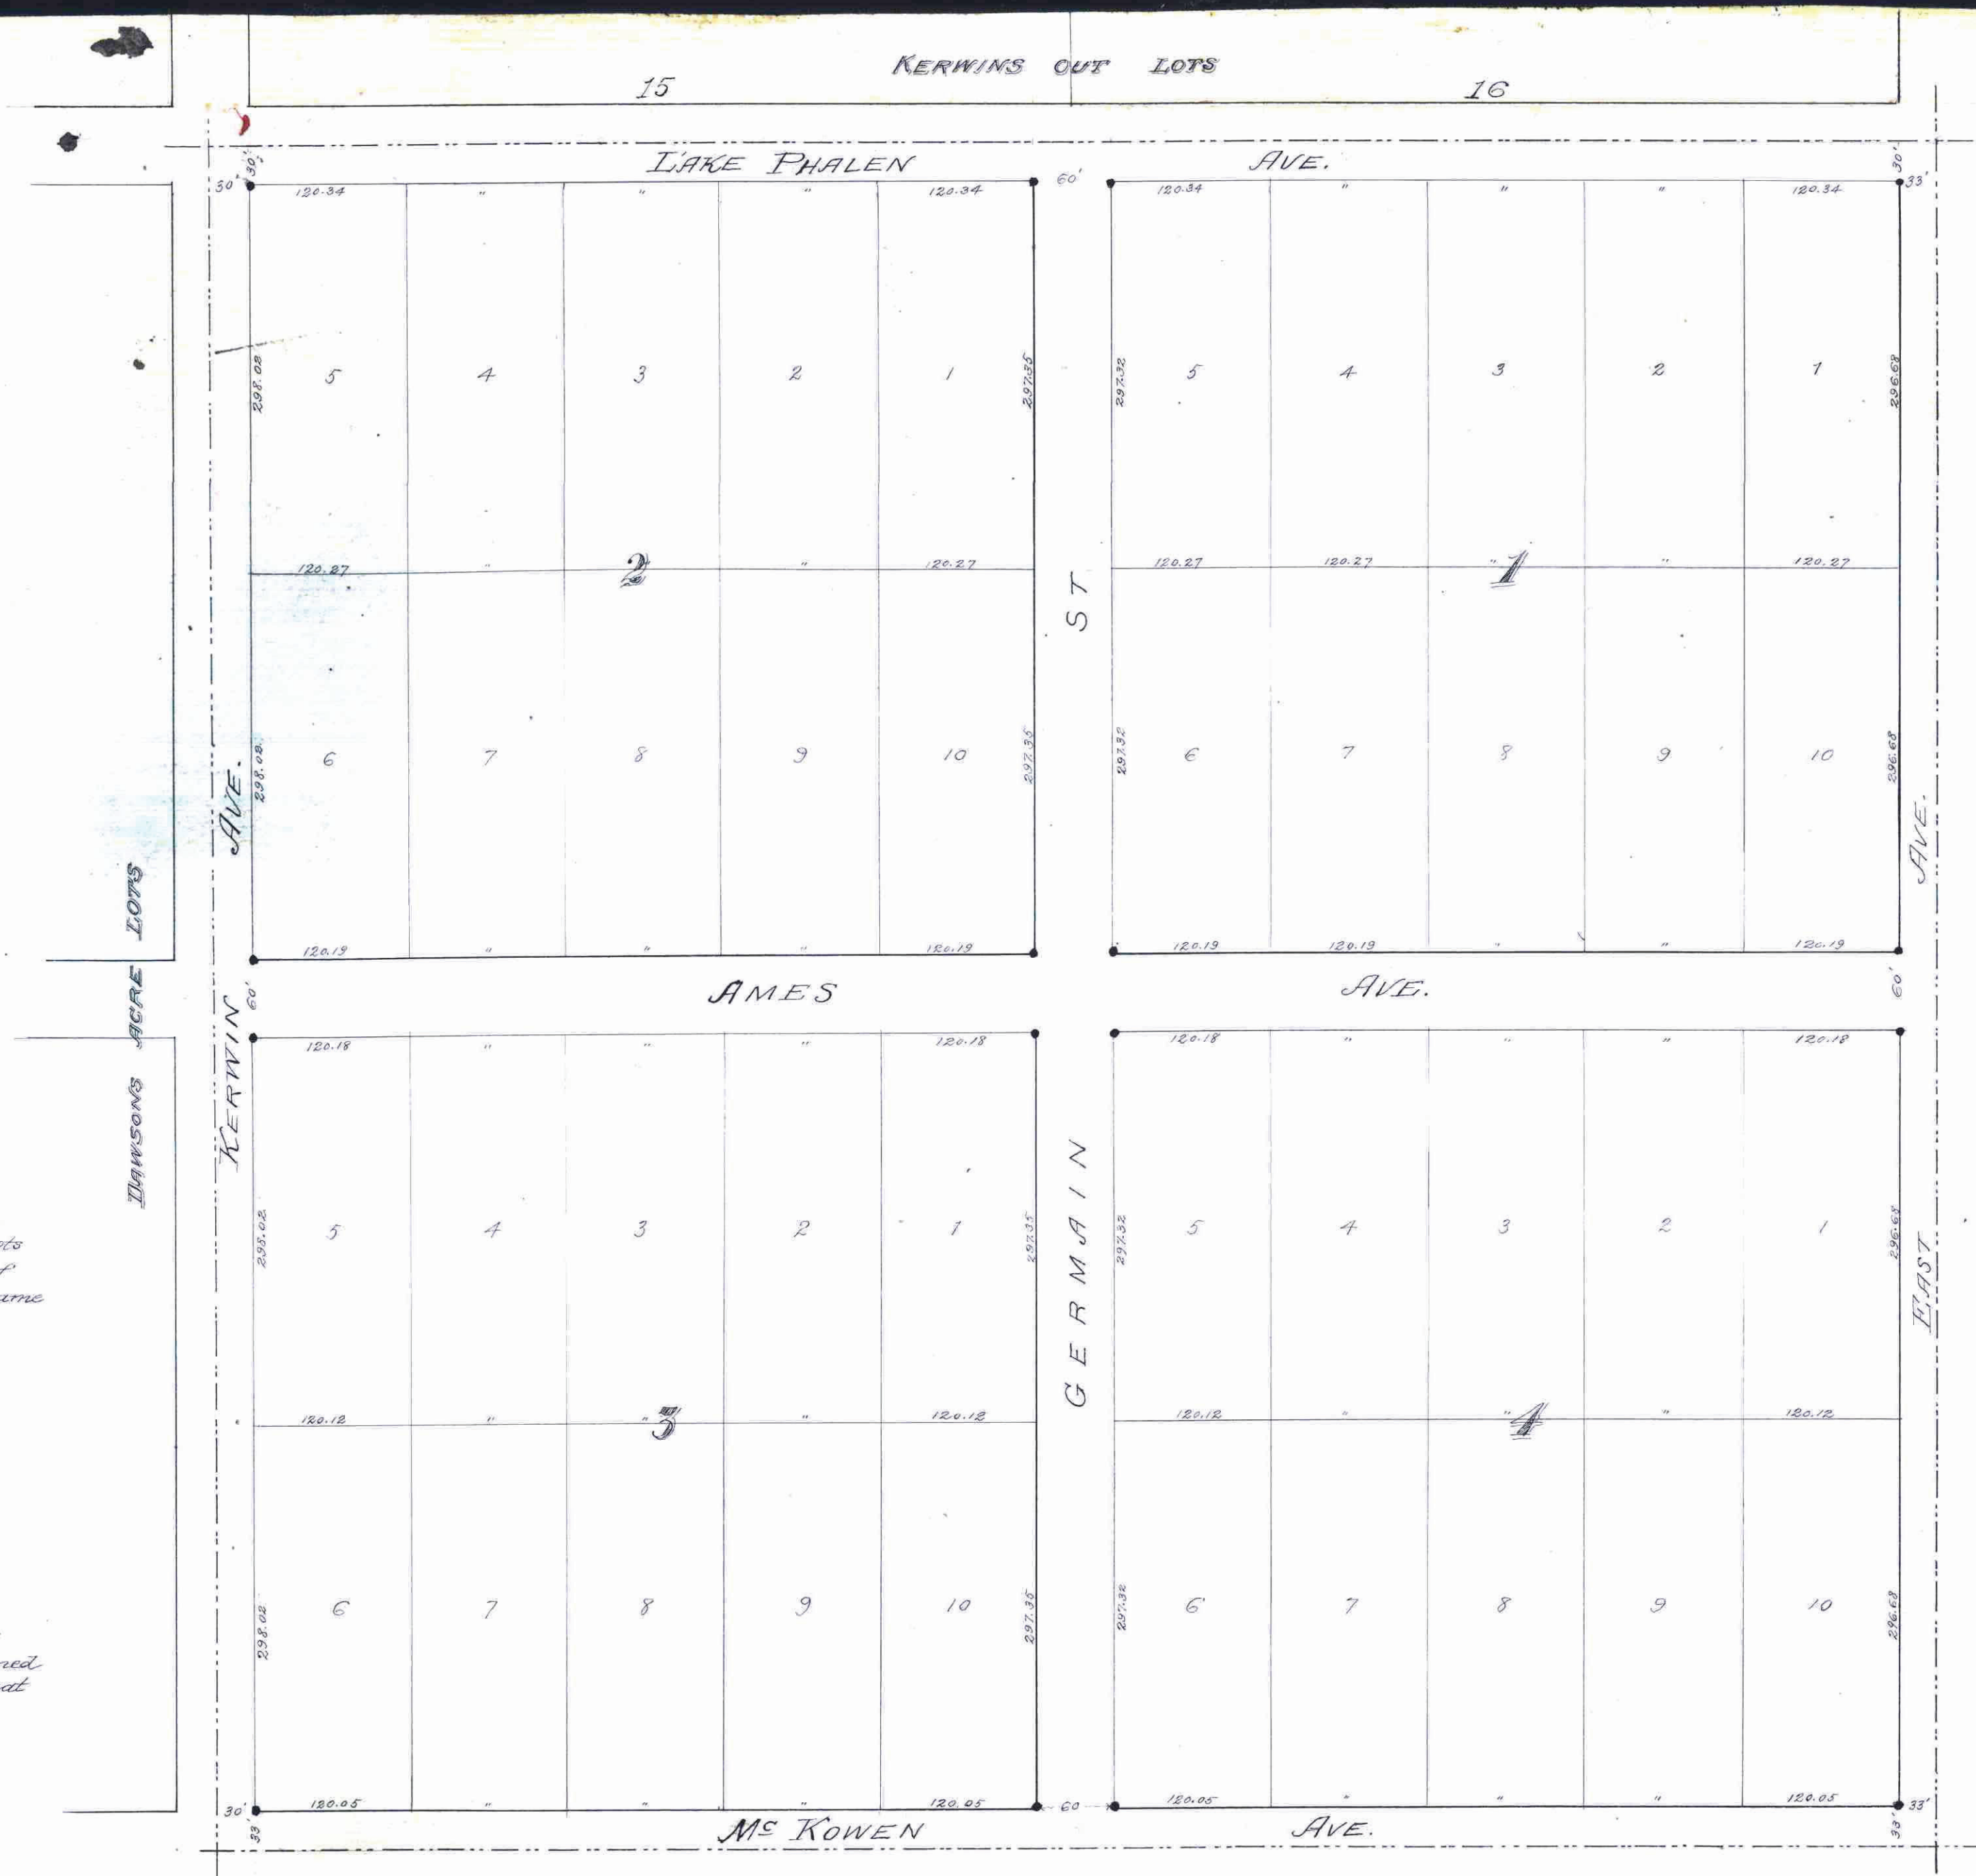 KERWINS OUT LOTS
15 16
LAKE PHALEN AVE.
30' 30'
30' 60' 33'
120.34 " " " 120.34 120.34 " " " 120.34
298.02 297.35 297.32 296.68
5 4 3 2 1 5 4 3 2 1
120.27 " 2 " 120.27 120.27 120.27 " 1 " 120.27
ST
298.02 297.35 297.32 296.68
6 7 8 9 10 6 7 8 9 10
KERWIN AVE.
EAST AVE.
DAWSONS ACRE LOTS
120.19 " " " 120.19 120.19 120.19 " " 120.19
60' AMES AVE. 60'
120.18 " " " 120.18 120.18 " " " 120.18
GERMAIN
298.02 297.35 297.32 296.68
5 4 3 2 1 5 4 3 2 1
ots
f
ame
120.12 " " 3 " 120.12 120.12 " " 4 " 120.12
298.02 297.35 297.32 296.68
6 7 8 9 10 6 7 8 9 10
ned
at
120.05 " " " 120.05 120.05 " " " 120.05
30' 60 33'
33' 33'
Mc KOWEN AVE.